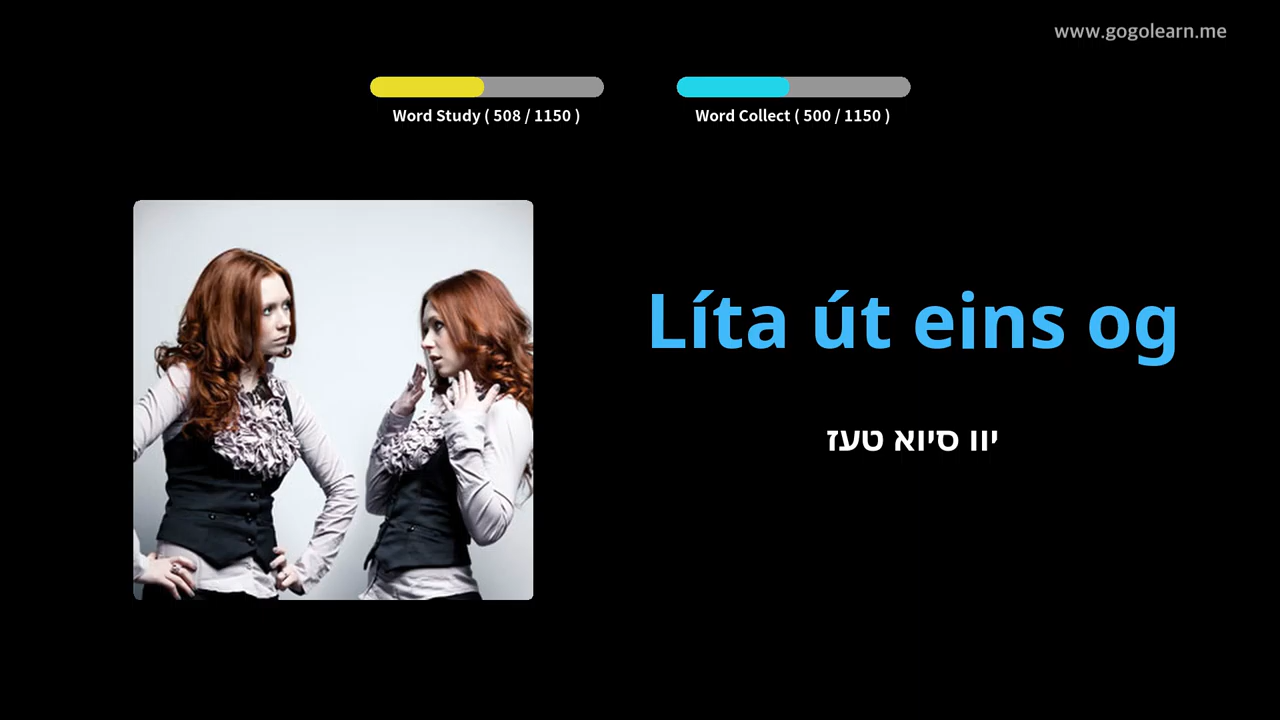 www.gogolearn.me
Word Study ( 508 / 1150 )
Word Collect ( 500 / 1150 )
Líta út eins og
יוו סיוא טעז